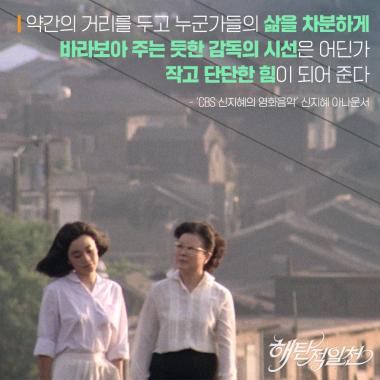 약간의 거리를 두고 누군가들의 삶을 차분하게
바라보아 주는 듯한 감독의 시선은 어딘가
작고 단단한 힘이 되어 준다
- 'CBS 신지혜의 영화음악' 신지혜 아나운서
해탄적일천